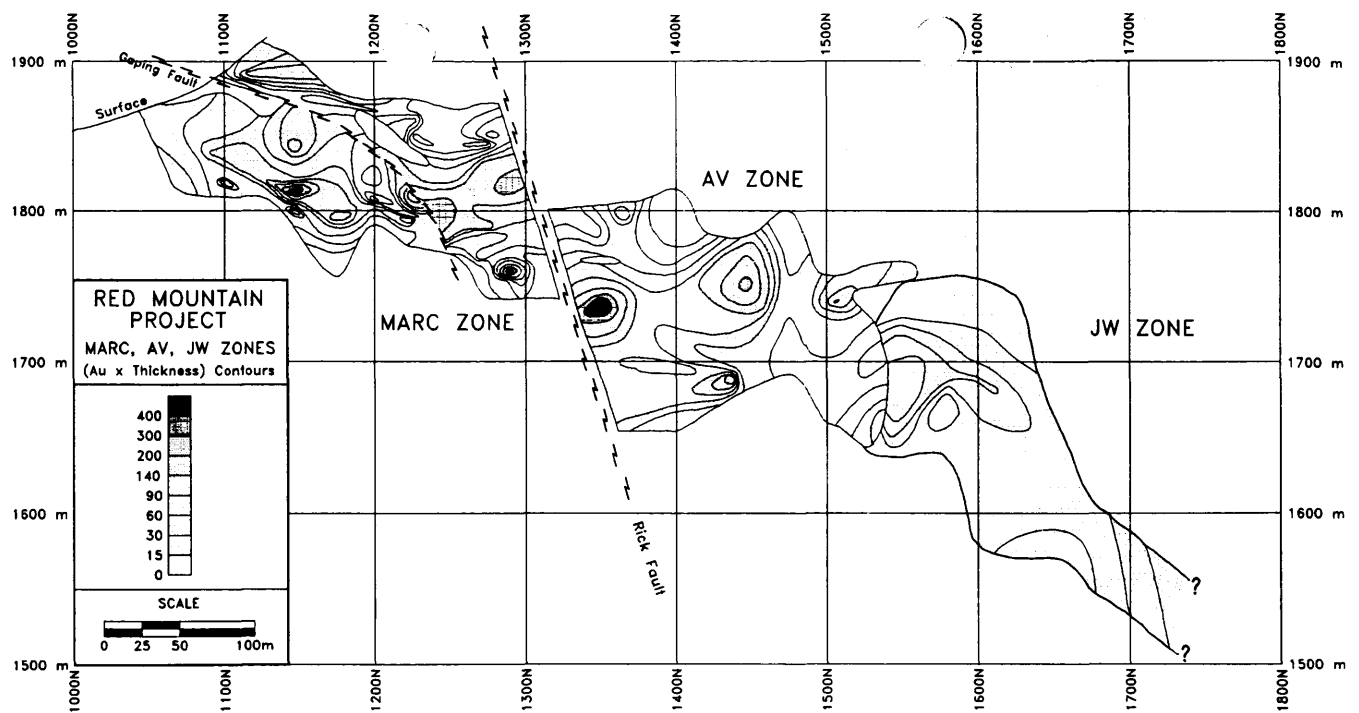 1000N 1100N 1200N 1300N 1400N 1500N 1600N 1700N 1800N
1900 m
1900 m
Gaping Fault
Surface
AV ZONE
1800 m
1800 m
RED MOUNTAIN
PROJECT
MARC, AV, JW ZONES
(Au x Thickness) Contours
MARC ZONE
JW ZONE
1700 m
1700 m
400
300
200
140
90
60
30
15
0
1600 m
1600 m
Rick Fault
?
SCALE
0 25 50 100m
?
1500 m
1500 m
1000N 1100N 1200N 1300N 1400N 1500N 1600N 1700N 1800N